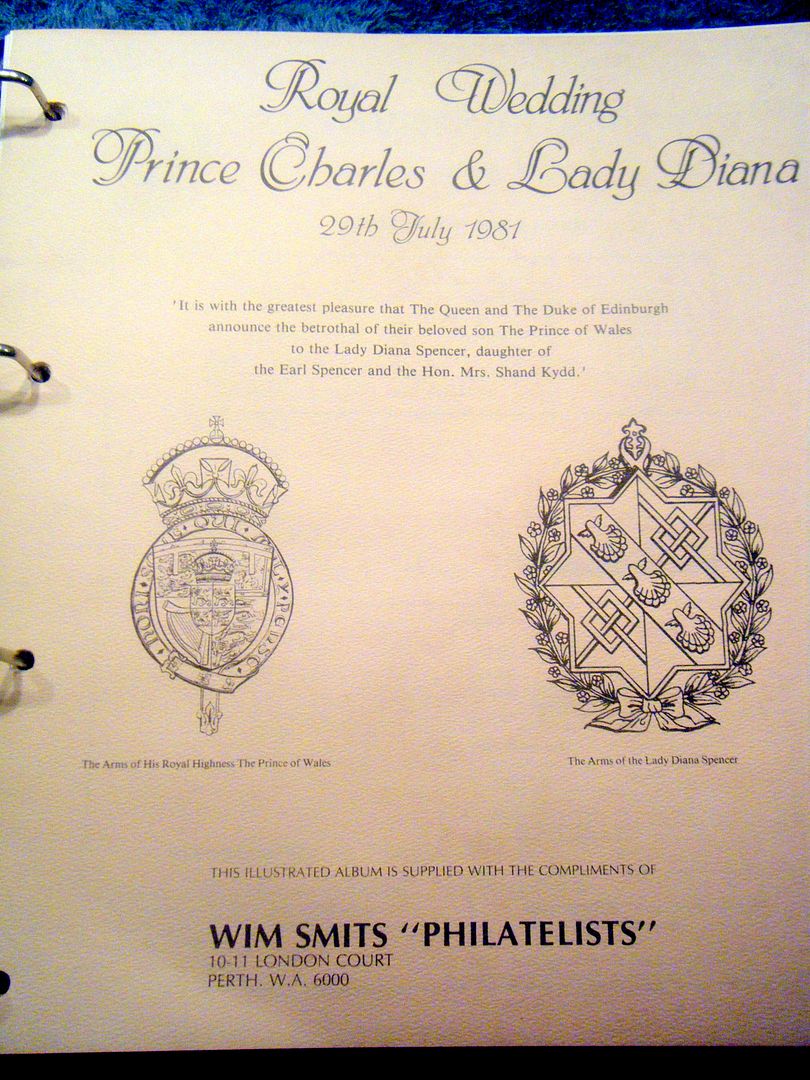 Royal Wedding
Prince Charles & Lady Diana
29th July 1981
'It is with the greatest pleasure that The Queen and The Duke of Edinburgh
announce the betrothal of their beloved son The Prince of Wales
to the Lady Diana Spencer, daughter of
the Earl Spencer and the Hon. Mrs. Shand Kydd.'
HONI QUI Y PENSE
The Arms of His Royal Highness The Prince of Wales
The Arms of the Lady Diana Spencer
THIS ILLUSTRATED ALBUM IS SUPPLIED WITH THE COMPLIMENTS OF
WIM SMITS "PHILATELISTS"
10-11 LONDON COURT
PERTH. W.A. 6000